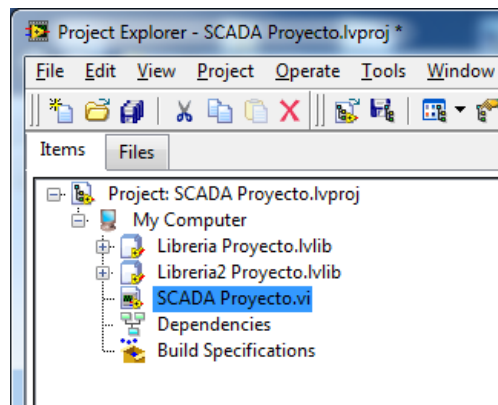 Project Explorer - SCADA Proyecto.lvproj *
File Edit View Project Operate Tools Window
Items Files
Project: SCADA Proyecto.lvproj
My Computer
Libreria Proyecto.lvlib
Libreria2 Proyecto.lvlib
SCADA Proyecto.vi
Dependencies
Build Specifications